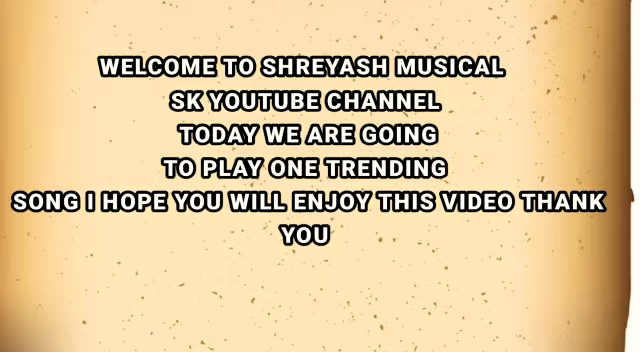 WELCOME TO SHREYASH MUSICAL
SK YOUTUBE CHANNEL
TODAY WE ARE GOING
TO PLAY ONE TRENDING
SONG I HOPE YOU WILL ENJOY THIS VIDEO THANK
YOU